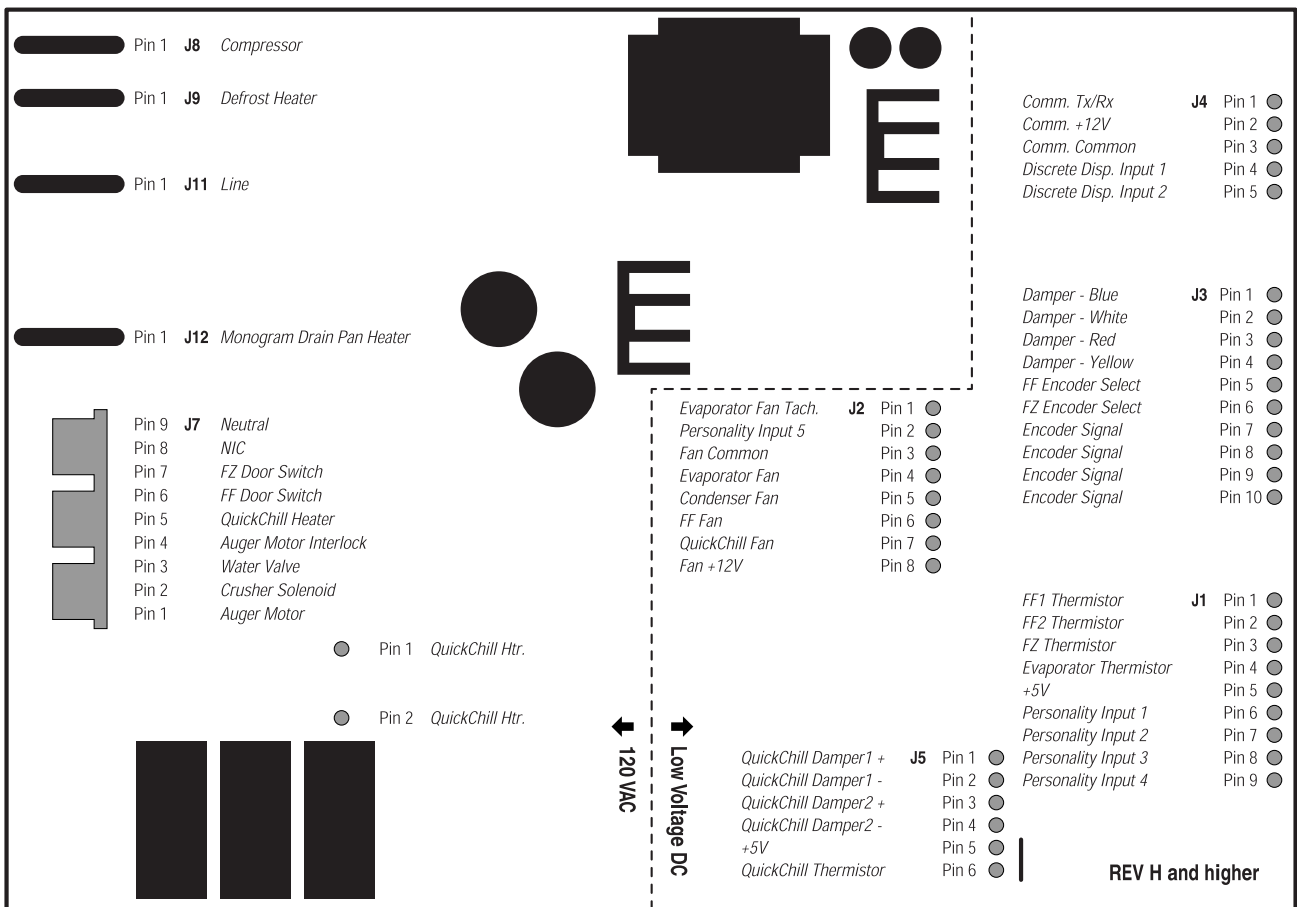 Pin 1 J8 Compressor
Pin 1 J9 Defrost Heater
Pin 1 J11 Line
Pin 1 J12 Monogram Drain Pan Heater
Pin 9 J7 Neutral
Pin 8 NIC
Pin 7 FZ Door Switch
Pin 6 FF Door Switch
Pin 5 QuickChill Heater
Pin 4 Auger Motor Interlock
Pin 3 Water Valve
Pin 2 Crusher Solenoid
Pin 1 Auger Motor
Pin 1 QuickChill Htr.
Pin 2 QuickChill Htr.
120 VAC
Low Voltage DC
Evaporator Fan Tach. J2 Pin 1
Personality Input 5 Pin 2
Fan Common Pin 3
Evaporator Fan Pin 4
Condenser Fan Pin 5
FF Fan Pin 6
QuickChill Fan Pin 7
Fan +12V Pin 8
QuickChill Damper1 + J5 Pin 1
QuickChill Damper1 - Pin 2
QuickChill Damper2 + Pin 3
QuickChill Damper2 - Pin 4
+5V Pin 5
QuickChill Thermistor Pin 6
Comm. Tx/Rx J4 Pin 1
Comm. +12V Pin 2
Comm. Common Pin 3
Discrete Disp. Input 1 Pin 4
Discrete Disp. Input 2 Pin 5
Damper - Blue J3 Pin 1
Damper - White Pin 2
Damper - Red Pin 3
Damper - Yellow Pin 4
FF Encoder Select Pin 5
FZ Encoder Select Pin 6
Encoder Signal Pin 7
Encoder Signal Pin 8
Encoder Signal Pin 9
Encoder Signal Pin 10
FF1 Thermistor J1 Pin 1
FF2 Thermistor Pin 2
FZ Thermistor Pin 3
Evaporator Thermistor Pin 4
+5V Pin 5
Personality Input 1 Pin 6
Personality Input 2 Pin 7
Personality Input 3 Pin 8
Personality Input 4 Pin 9
REV H and higher